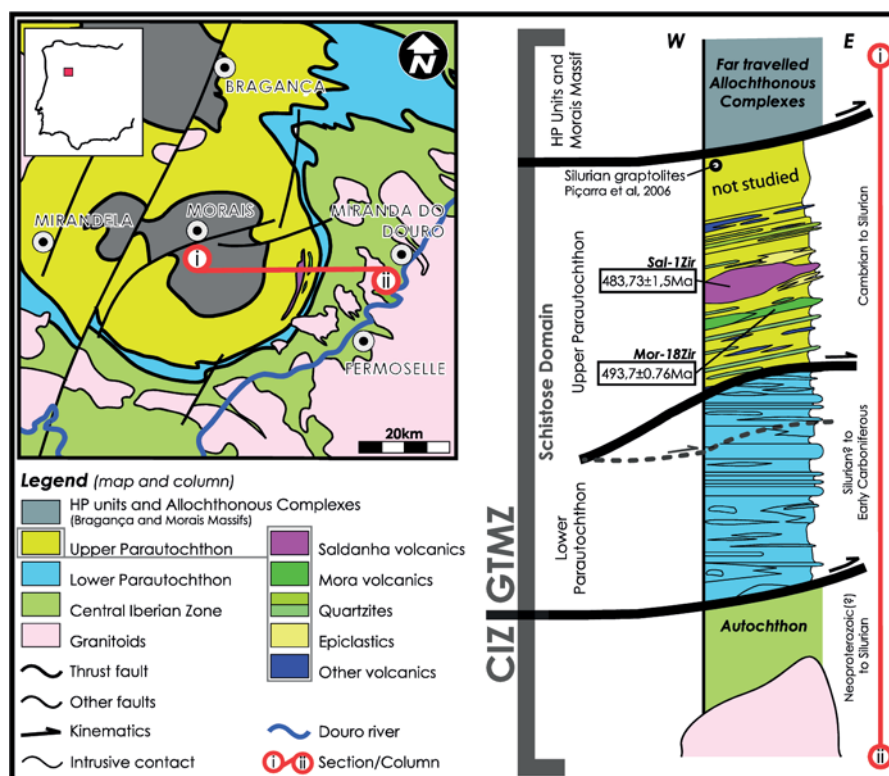 N
BRAGANÇA
MIRANDELA
MORAIS
MIRANDA DO
DOURO
i
ii
FERMOSELLE
20km
Legend (map and column)
HP units and Allochthonous Complexes
(Bragança and Morais Massifs)
Upper Parautochthon
Lower Parautochthon
Central Iberian Zone
Granitoids
Thrust fault
Other faults
Kinematics
Intrusive contact
Saldanha volcanics
Mora volcanics
Quartzites
Epiclastics
Other volcanics
Douro river
i ii Section/Column
W
E
i
Far travelled
Allochthonous
Complexes
HP Units and
Morais Massif
Silurian graptolites
Piçarra et al, 2006
not studied
Sal-1Zir
483,73±1,5Ma
Mor-18Zir
493,7±0.76Ma
Upper Parautochthon
Schistose Domain
Lower
Parautochthon
CIZ GTMZ
Cambrian to Silurian
Silurian? to
Early Carboniferous
Autochthon
Neoproterozoic(?)
to Silurian
ii